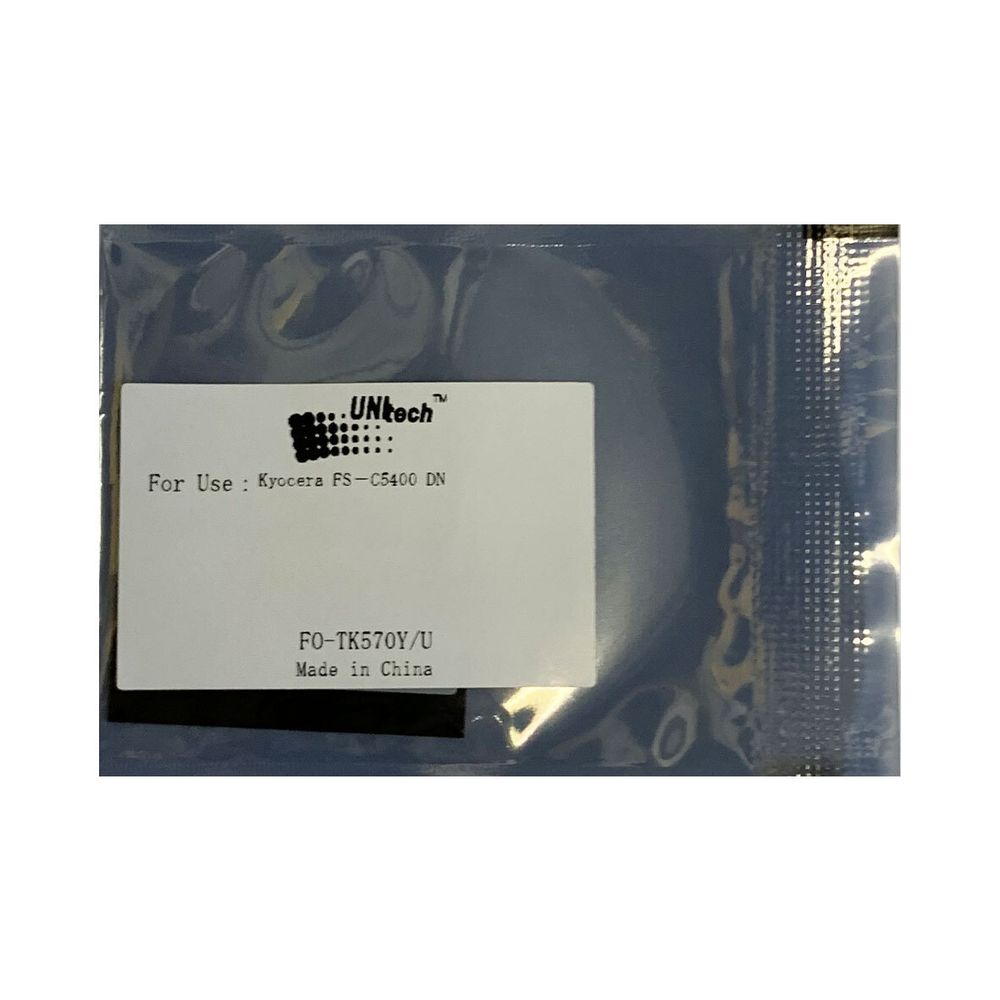 UNItech™
For Use : Kyocera FS-C5400 DN
FO-TK570Y/U
Made in China